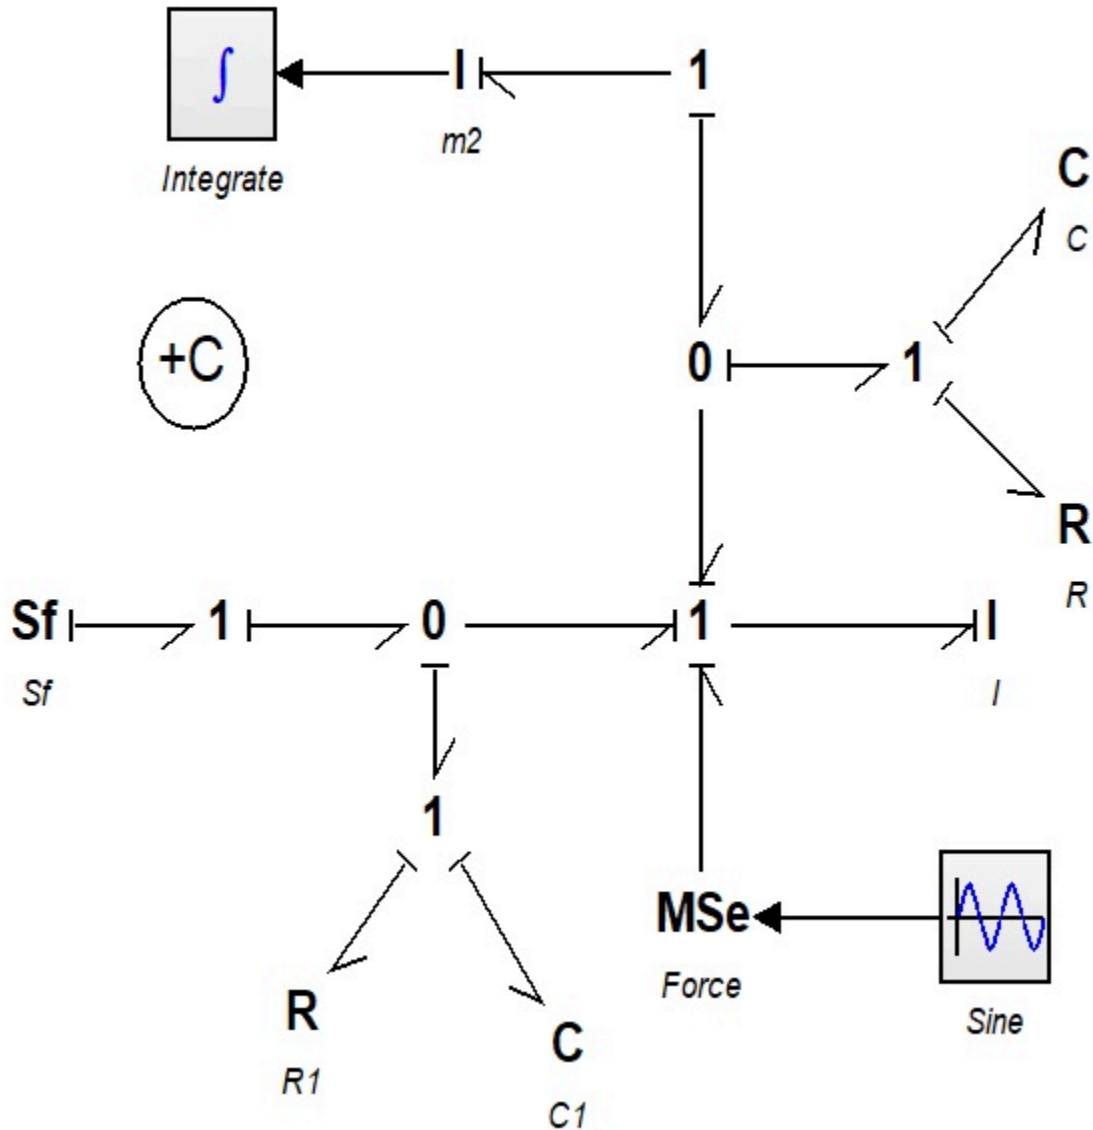 ∫ I 1
m2
Integrate
C
C
+C
0 1
R
R
Sf 1 0 1 I
Sf
I
1
MSe
Force
Sine
R
R1
C
C1